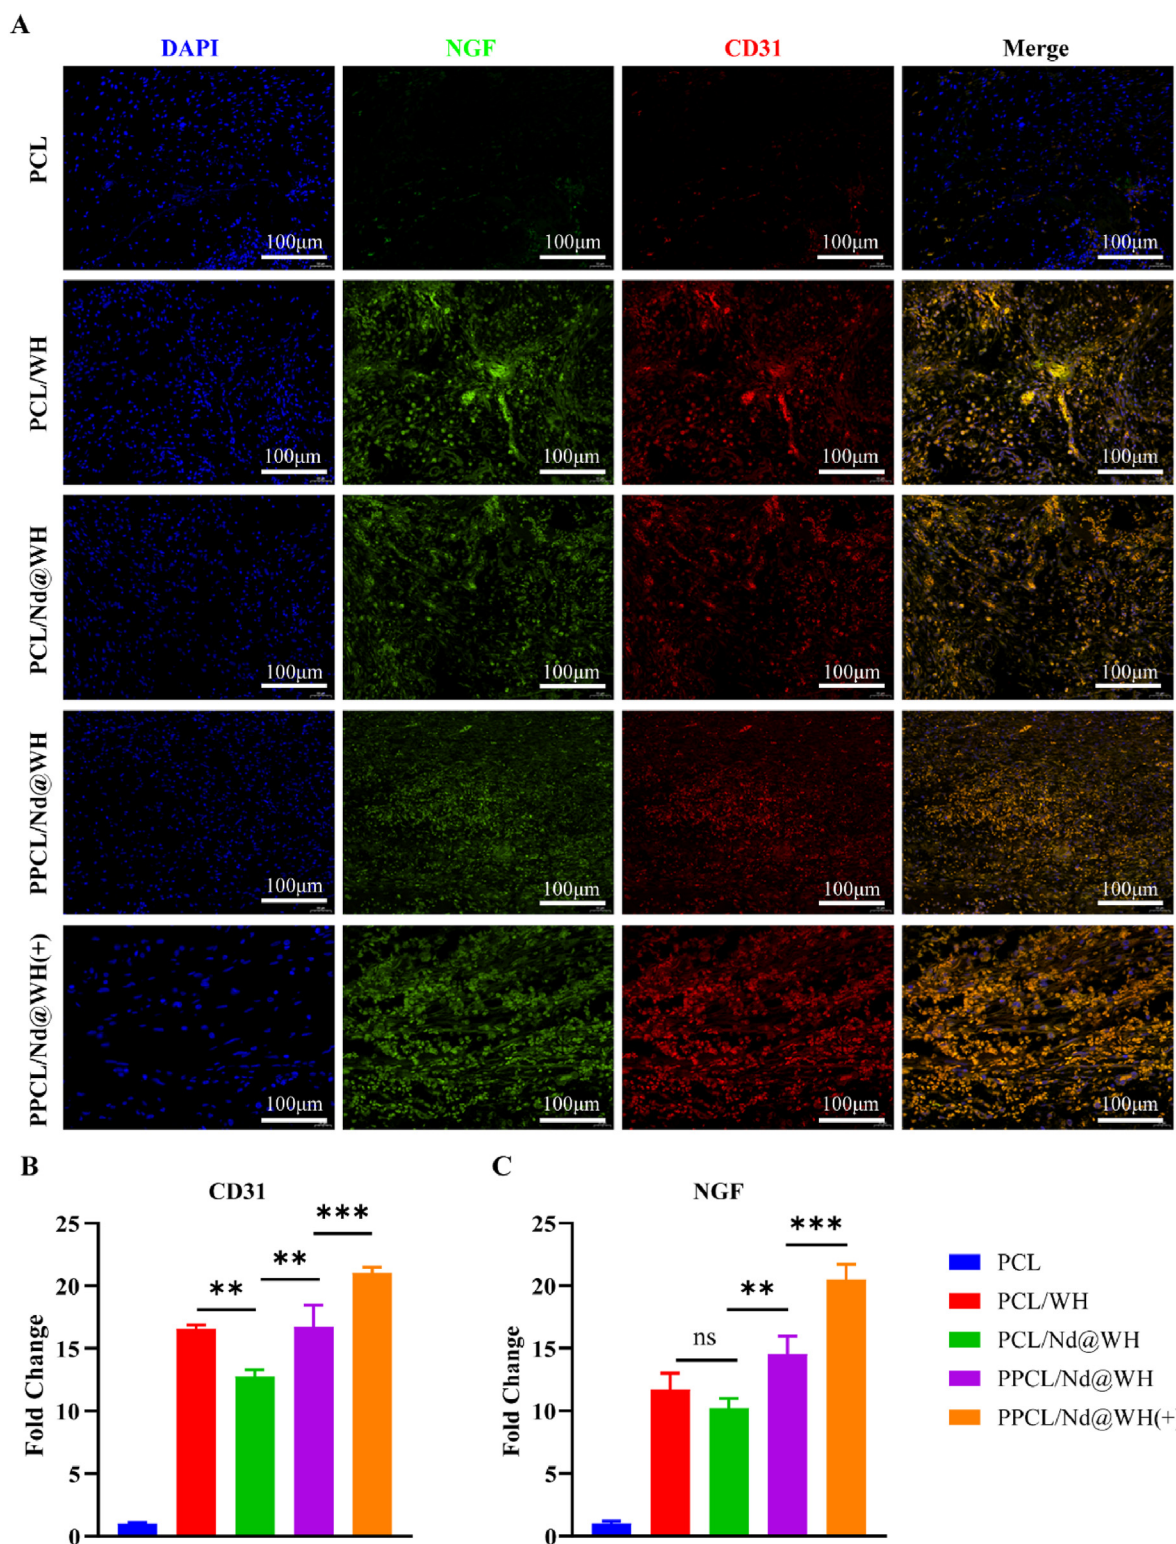 A
DAPI NGF CD31 Merge
PCL
100μm 100μm 100μm 100μm
PCL/WH
100μm 100μm 100μm 100μm
PCL/Nd@WH
100μm 100μm 100μm 100μm
PPCL/Nd@WH
100μm 100μm 100μm 100μm
PPCL/Nd@WH(+)
100μm 100μm 100μm 100μm
B
CD31
Fold Change
25
20
15
10
5
0
**
**
***
C
NGF
Fold Change
25
20
15
10
5
0
ns
**
***
PCL
PCL/WH
PCL/Nd@WH
PPCL/Nd@WH
PPCL/Nd@WH(+